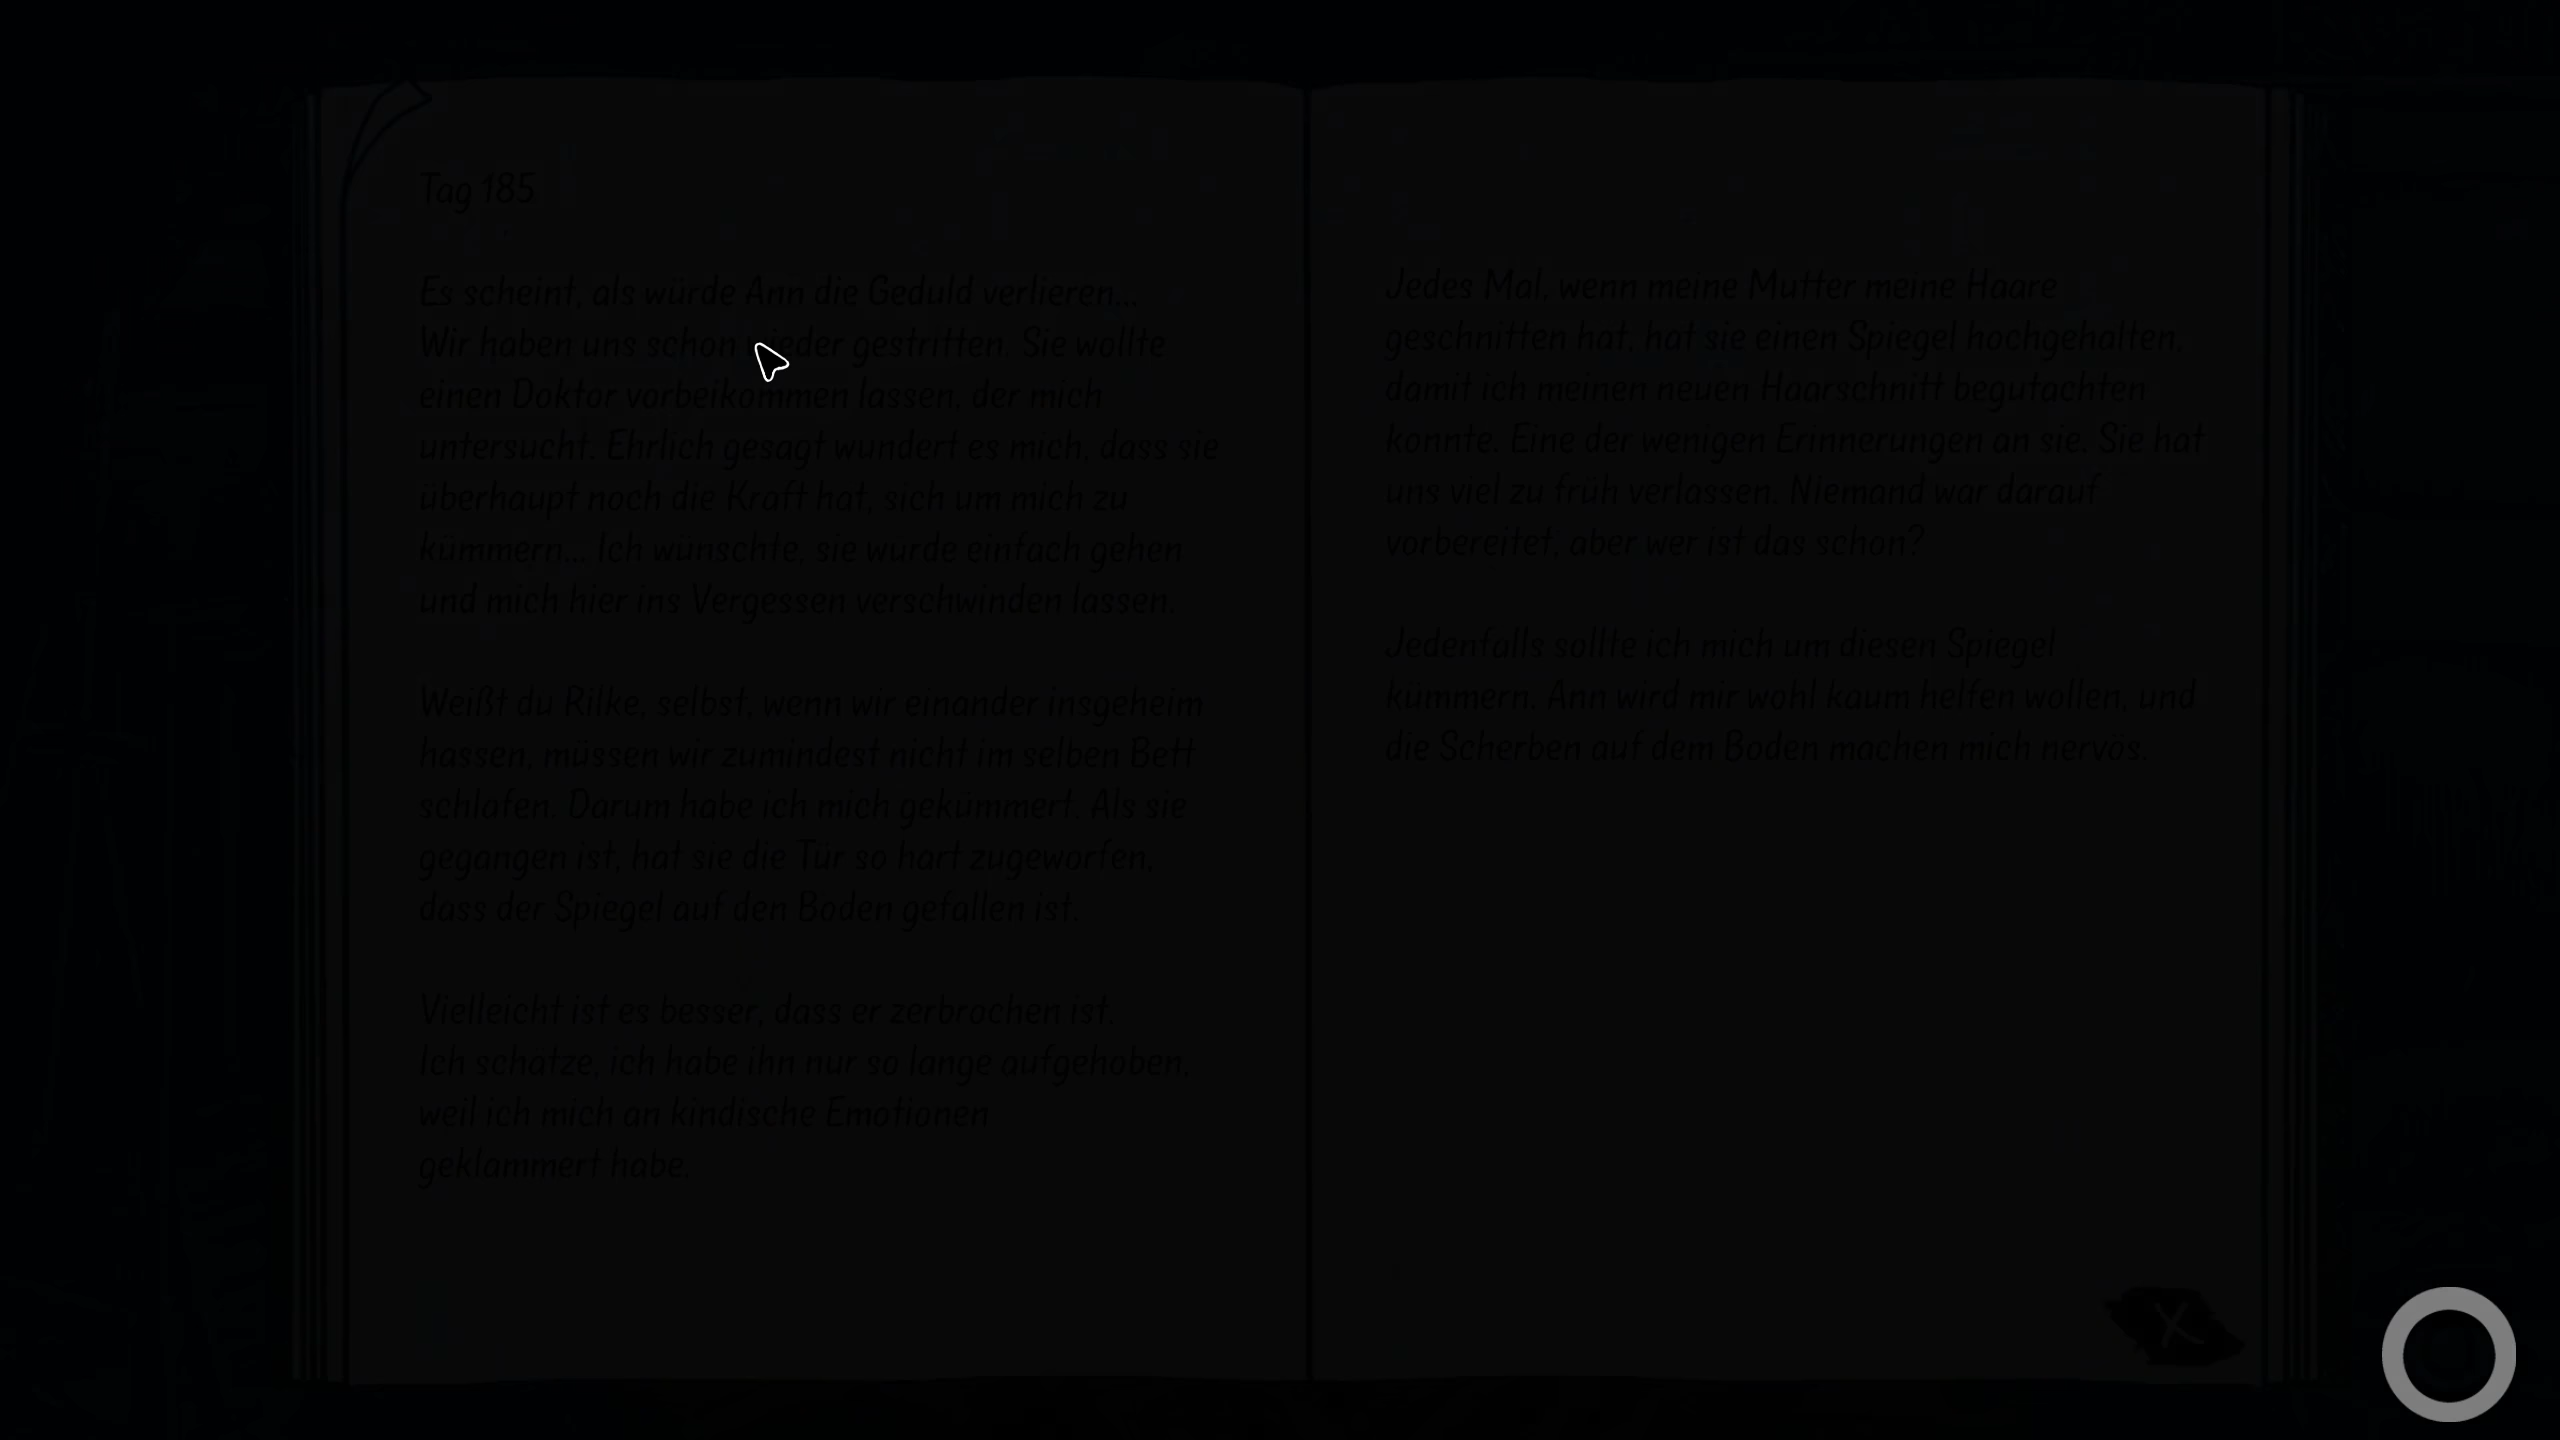 Tag 185
Es scheint, als würde Ann die Geduld verlieren...
Wir haben uns schon wieder gestritten. Sie wollte
einen Doktor vorbeikommen lassen, der mich
untersucht. Ehrlich gesagt wundert es mich, dass sie
überhaupt noch die Kraft hat, sich um mich zu
kümmern... Ich wünschte, sie würde einfach gehen
und mich hier ins Vergessen verschwinden lassen.
Weißt du Rilke, selbst, wenn wir einander insgeheim
hassen, müssen wir zumindest nicht im selben Bett
schlafen. Darum habe ich mich gekümmert. Als sie
gegangen ist, hat sie die Tür so hart zugeworfen,
dass der Spiegel auf den Boden gefallen ist.
Vielleicht ist es besser, dass er zerbrochen ist.
Ich schätze, ich habe ihn nur so lange aufgehoben,
weil ich mich an kindische Emotionen
geklammert habe.
Jedes Mal, wenn meine Mutter meine Haare
geschnitten hat, hat sie einen Spiegel hochgehalten,
damit ich meinen neuen Haarschnitt begutachten
konnte. Eine der wenigen Erinnerungen an sie. Sie hat
uns viel zu früh verlassen. Niemand war darauf
vorbereitet, aber wer ist das schon?
Jedenfalls sollte ich mich um diesen Spiegel
kümmern. Ann wird mir wohl kaum helfen wollen, und
die Scherben auf dem Boden machen mich nervös.
X